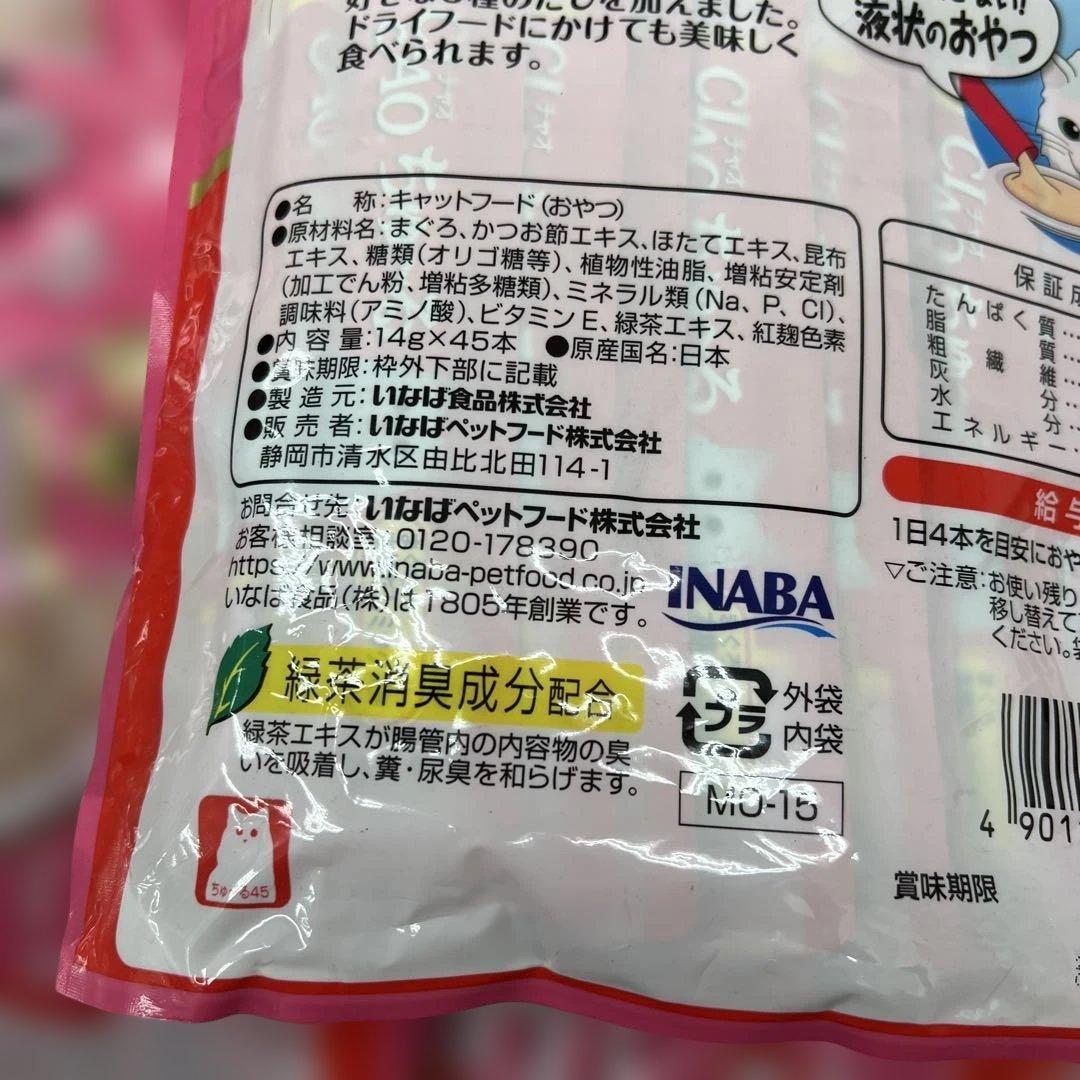 好きな3種のだしを加えました。
ドライフードにかけても美味しく
食べられます。
液状のおやつ
●名 称:キャットフード(おやつ)
●原材料名:まぐろ、かつお節エキス、ほたてエキス、昆布
エキス、糖類(オリゴ糖等)、植物性油脂、増粘安定剤
(加工でん粉、増粘多糖類)、ミネラル類(Na、P、Cl)、
調味料(アミノ酸)、ビタミンE、緑茶エキス、紅麹色素
●内 容 量:14g×45本 ●原産国名:日本
●賞味期限:枠外下部に記載
●製 造 元:いなば食品株式会社
●販 売 者:いなばペットフード株式会社
静岡市清水区由比北田114-1
お問合せ先:いなばペットフード株式会社
お客様相談室:0120-178390
https://www.inaba-petfood.co.jp
いなば食品(株)は1805年創業です。
INABA
緑茶消臭成分配合
緑茶エキスが腸管内の内容物の臭
いを吸着し、糞・尿臭を和らげます。
プラ
外袋
内袋
MO-15
ちゅ〜る45
保証成
たんぱく質
脂質
粗繊維
灰分
水分
エネルギー
給与
1日4本を目安におや
▽ご注意:お使い残り
移し替えて
ください。袋
4 901
賞味期限